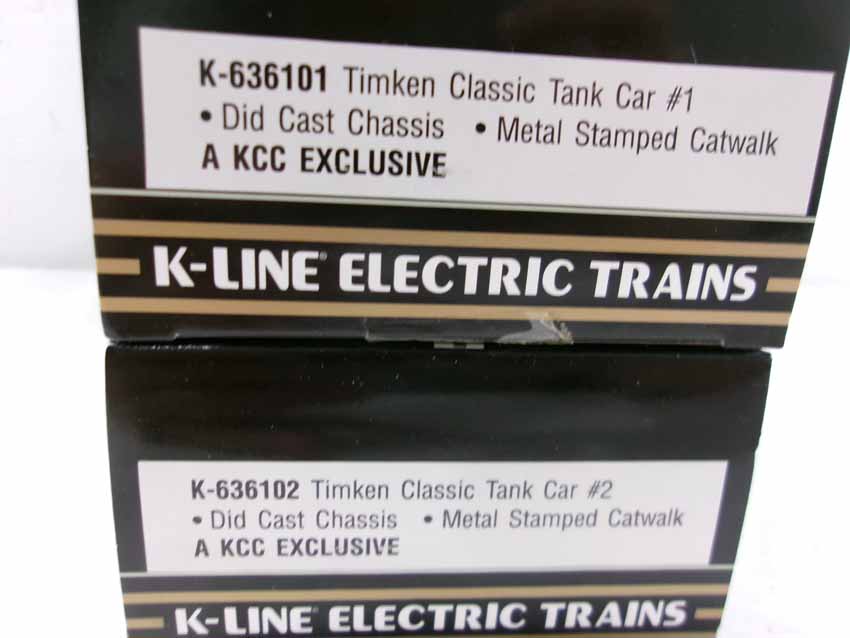 K-636101 Timken Classic Tank Car #1
• Did Cast Chassis • Metal Stamped Catwalk
A KCC EXCLUSIVE
K-LINE® ELECTRIC TRAINS
K-636102 Timken Classic Tank Car #2
• Did Cast Chassis • Metal Stamped Catwalk
A KCC EXCLUSIVE
K-LINE® ELECTRIC TRAINS